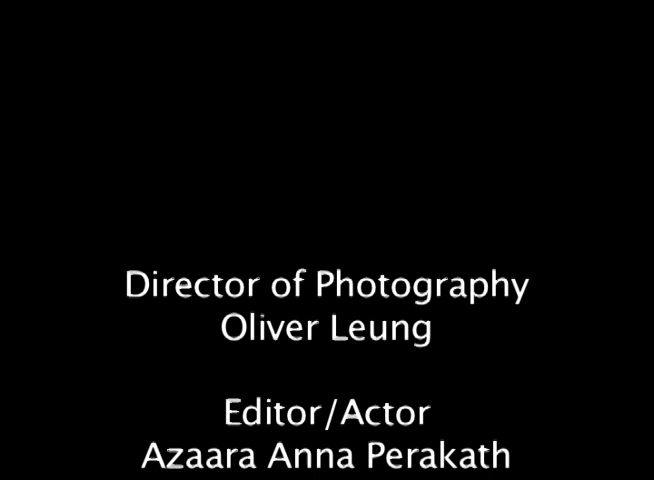 Director of Photography
Oliver Leung
Editor/Actor
Azaara Anna Perakath